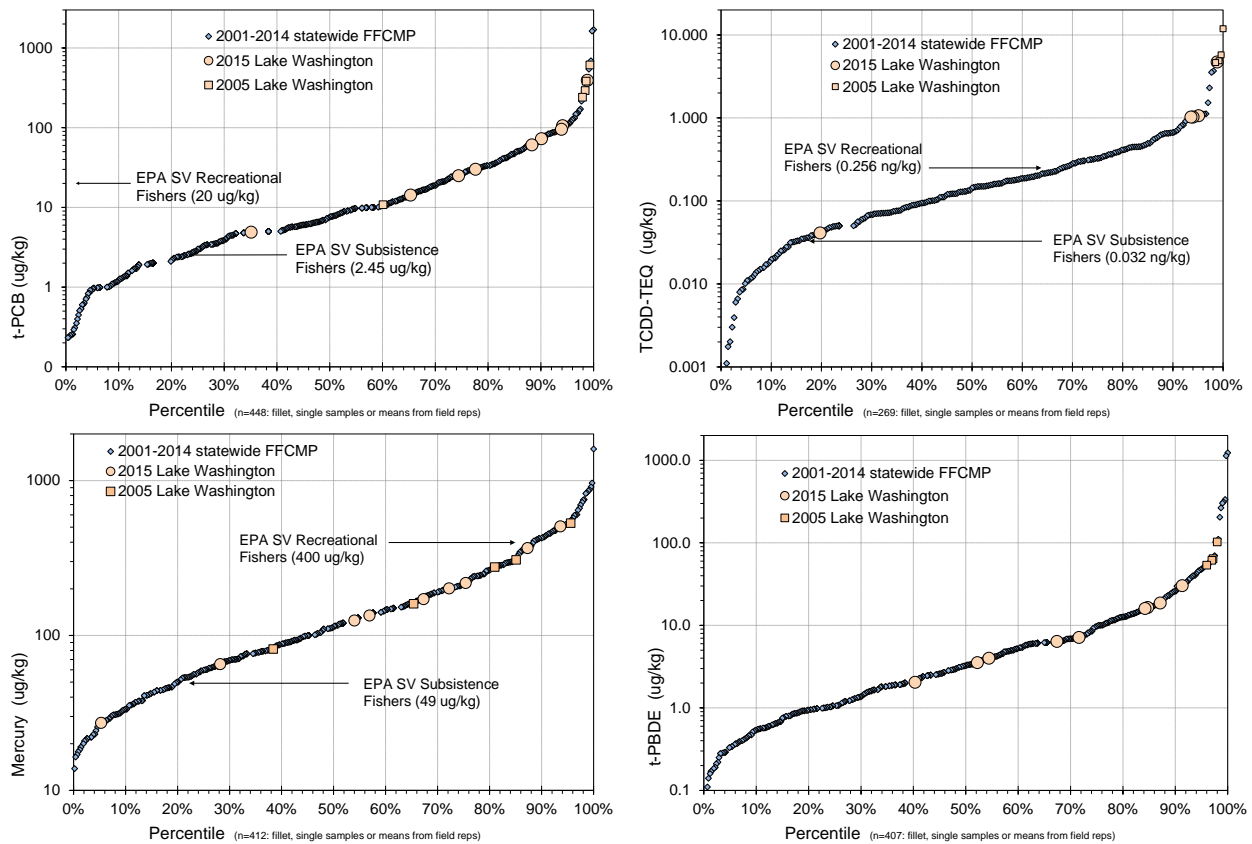 t-PCB (ug/kg)
1000
100
10
1
0
2001-2014 statewide FFCMP
2015 Lake Washington
2005 Lake Washington
EPA SV Recreational
Fishers (20 ug/kg)
EPA SV Subsistence
Fishers (2.45 ug/kg)
0% 10% 20% 30% 40% 50% 60% 70% 80% 90% 100%
Percentile (n=448: fillet, single samples or means from field reps)
TCDD-TEQ (ug/kg)
10.000
1.000
0.100
0.010
0.001
2001-2014 statewide FFCMP
2015 Lake Washington
2005 Lake Washington
EPA SV Recreational
Fishers (0.256 ng/kg)
EPA SV Subsistence
Fishers (0.032 ng/kg)
0% 10% 20% 30% 40% 50% 60% 70% 80% 90% 100%
Percentile (n=269: fillet, single samples or means from field reps)
Mercury (ug/kg)
1000
100
10
2001-2014 statewide FFCMP
2015 Lake Washington
2005 Lake Washington
EPA SV Recreational
Fishers (400 ug/kg)
EPA SV Subsistence
Fishers (49 ug/kg)
0% 10% 20% 30% 40% 50% 60% 70% 80% 90% 100%
Percentile (n=412: fillet, single samples or means from field reps)
t-PBDE (ug/kg)
1000.0
100.0
10.0
1.0
0.1
2001-2014 statewide FFCMP
2015 Lake Washington
2005 Lake Washington
0% 10% 20% 30% 40% 50% 60% 70% 80% 90% 100%
Percentile (n=407: fillet, single samples or means from field reps)